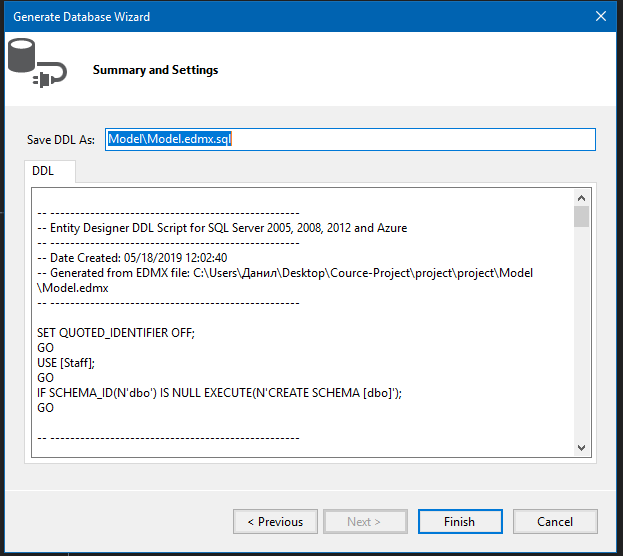 Generate Database Wizard
Summary and Settings
Save DDL As: Model\Model.edmx.sql
DDL
-- --------------------------------------------------
-- Entity Designer DDL Script for SQL Server 2005, 2008, 2012 and Azure
-- --------------------------------------------------
-- Date Created: 05/18/2019 12:02:40
-- Generated from EDMX file: C:\Users\Данил\Desktop\Cource-Project\project\project\Model
\Model.edmx
-- --------------------------------------------------
SET QUOTED_IDENTIFIER OFF;
GO
USE [Staff];
GO
IF SCHEMA_ID(N'dbo') IS NULL EXECUTE(N'CREATE SCHEMA [dbo]');
GO
-- --------------------------------------------------
< Previous Next > Finish Cancel